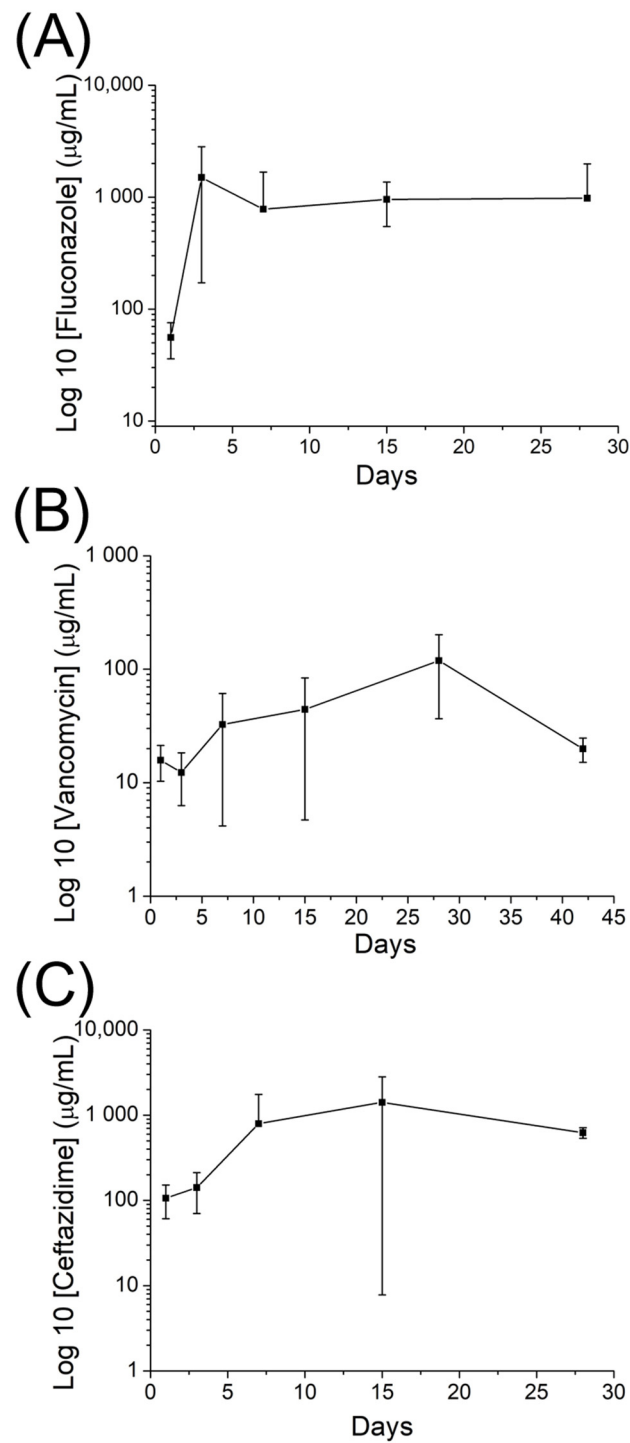 (A)
10,000
1 000
100
10
Log 10 [Fluconazole] (μg/mL)
0 5 10 15 20 25 30
Days
(B)
1 000
100
10
1
Log 10 [Vancomycin] (μg/mL)
0 5 10 15 20 25 30 35 40 45
Days
(C)
10,000
1 000
100
10
1
Log 10 [Ceftazidime] (μg/mL)
0 5 10 15 20 25 30
Days